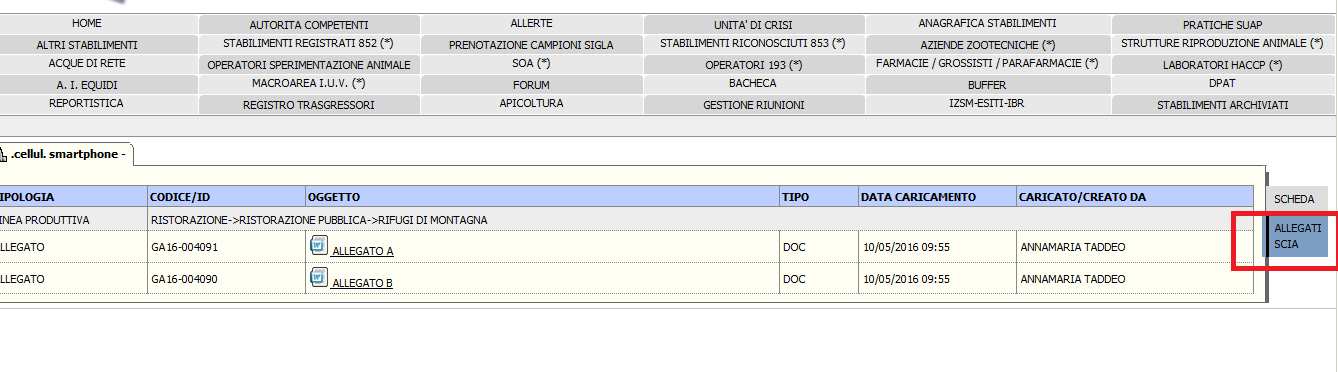 HOME AUTORITA COMPETENTI ALLERTE UNITA' DI CRISI ANAGRAFICA STABILIMENTI PRATICHE SUAP
ALTRI STABILIMENTI STABILIMENTI REGISTRATI 852 (*) PRENOTAZIONE CAMPIONI SIGLA STABILIMENTI RICONOSCIUTI 853 (*) AZIENDE ZOOTECNICHE (*) STRUTTURE RIPRODUZIONE ANIMALE (*)
ACQUE DI RETE OPERATORI SPERIMENTAZIONE ANIMALE SOA (*) OPERATORI 193 (*) FARMACIE / GROSSISTI / PARAFARMACIE (*) LABORATORI HACCP (*)
A. I. EQUIDI MACROAREA I.U.V. (*) FORUM BACHECA BUFFER DPAT
REPORTISTICA REGISTRO TRASGRESSORI APICOLTURA GESTIONE RIUNIONI IZSM-ESITI-IBR STABILIMENTI ARCHIVIATI
.cellul. smartphone -
IPOLOGIA CODICE/ID OGGETTO TIPO DATA CARICAMENTO CARICATO/CREATO DA
INEA PRODUTTIVA RISTORAZIONE->RISTORAZIONE PUBBLICA->RIFUGI DI MONTAGNA
LLEGATO GA16-004091 ALLEGATO A DOC 10/05/2016 09:55 ANNAMARIA TADDEO
LLEGATO GA16-004090 ALLEGATO B DOC 10/05/2016 09:55 ANNAMARIA TADDEO
SCHEDA
ALLEGATI
SCIA